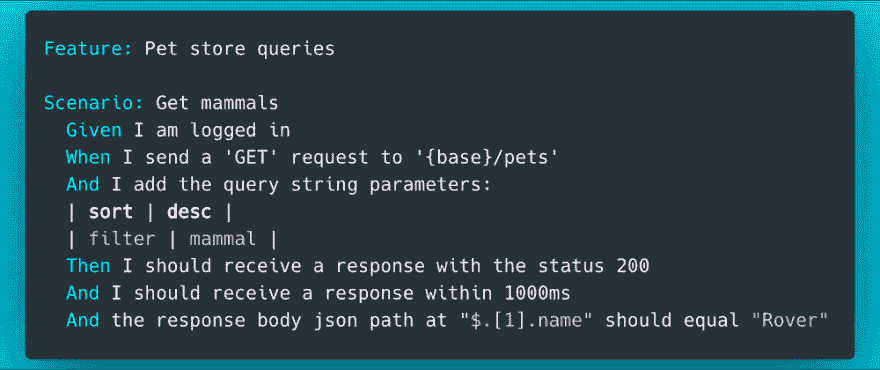 Feature: Pet store queries
Scenario: Get mammals
Given I am logged in
When I send a 'GET' request to '{base}/pets'
And I add the query string parameters:
| sort | desc |
| filter | mammal |
Then I should receive a response with the status 200
And I should receive a response within 1000ms
And the response body json path at "$.[1].name" should equal "Rover"